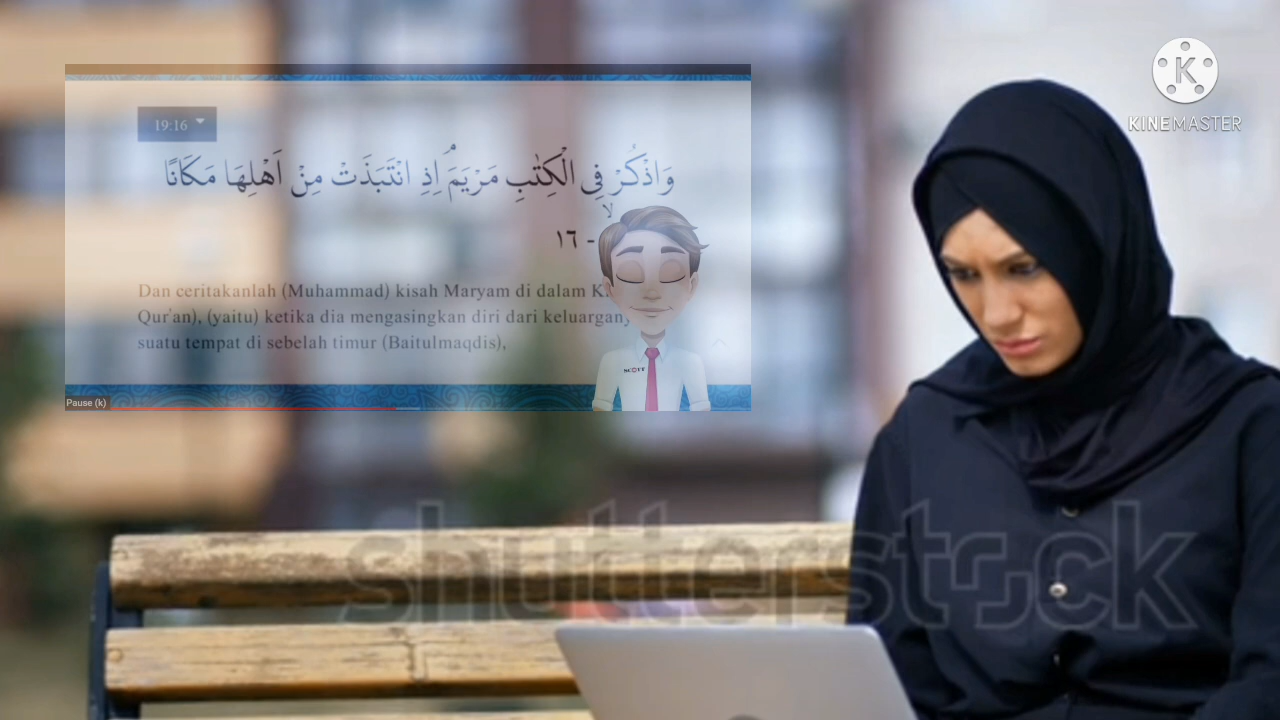 KINEMASTER
19:16
وَاذْكُرْ فِى الْكِتٰبِ مَرْيَمَۘ اِذِ انْتَبَذَتْ مِنْ اَهْلِهَا مَكَانًا
ۙ - ١٦
Dan ceritakanlah (Muhammad) kisah Maryam di dalam
Qur'an), (yaitu) ketika dia mengasingkan diri dari
suatu tempat di sebelah timur (Baitulmaqdis),
SCOTT
Pause (k)
shutterstock